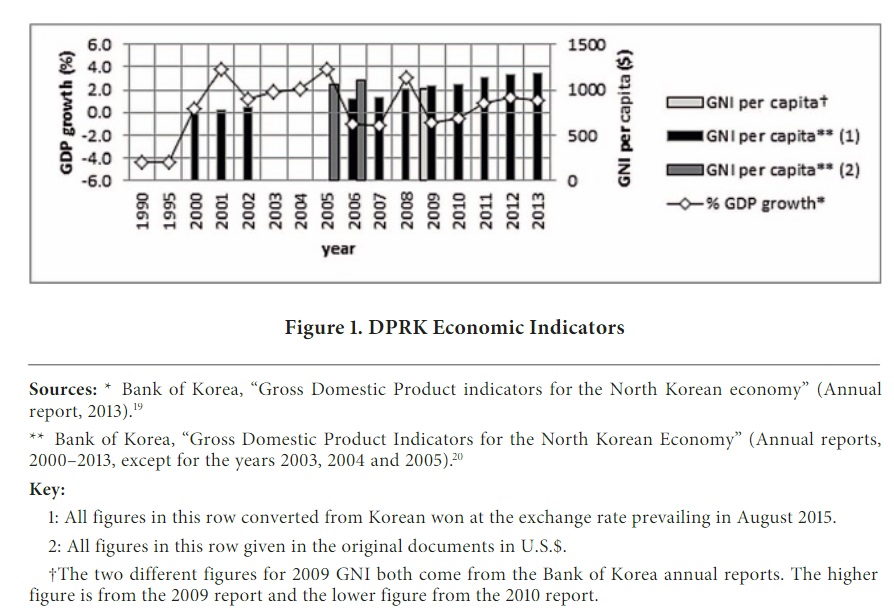 6.0
4.0
2.0
0.0
-2.0
-4.0
-6.0
GDP growth (%)
1500
1000
500
0
GNI per capita ($)
1990
1995
2000
2001
2002
2003
2004
2005
2006
2007
2008
2009
2010
2011
2012
2013
year
GNI per capita†
GNI per capita** (1)
GNI per capita** (2)
% GDP growth*
Figure 1. DPRK Economic Indicators
Sources: * Bank of Korea, “Gross Domestic Product indicators for the North Korean economy” (Annual
report, 2013).19
** Bank of Korea, “Gross Domestic Product Indicators for the North Korean Economy” (Annual reports,
2000–2013, except for the years 2003, 2004 and 2005).20
Key:
1: All figures in this row converted from Korean won at the exchange rate prevailing in August 2015.
2: All figures in this row given in the original documents in U.S.$.
†The two different figures for 2009 GNI both come from the Bank of Korea annual reports. The higher
figure is from the 2009 report and the lower figure from the 2010 report.